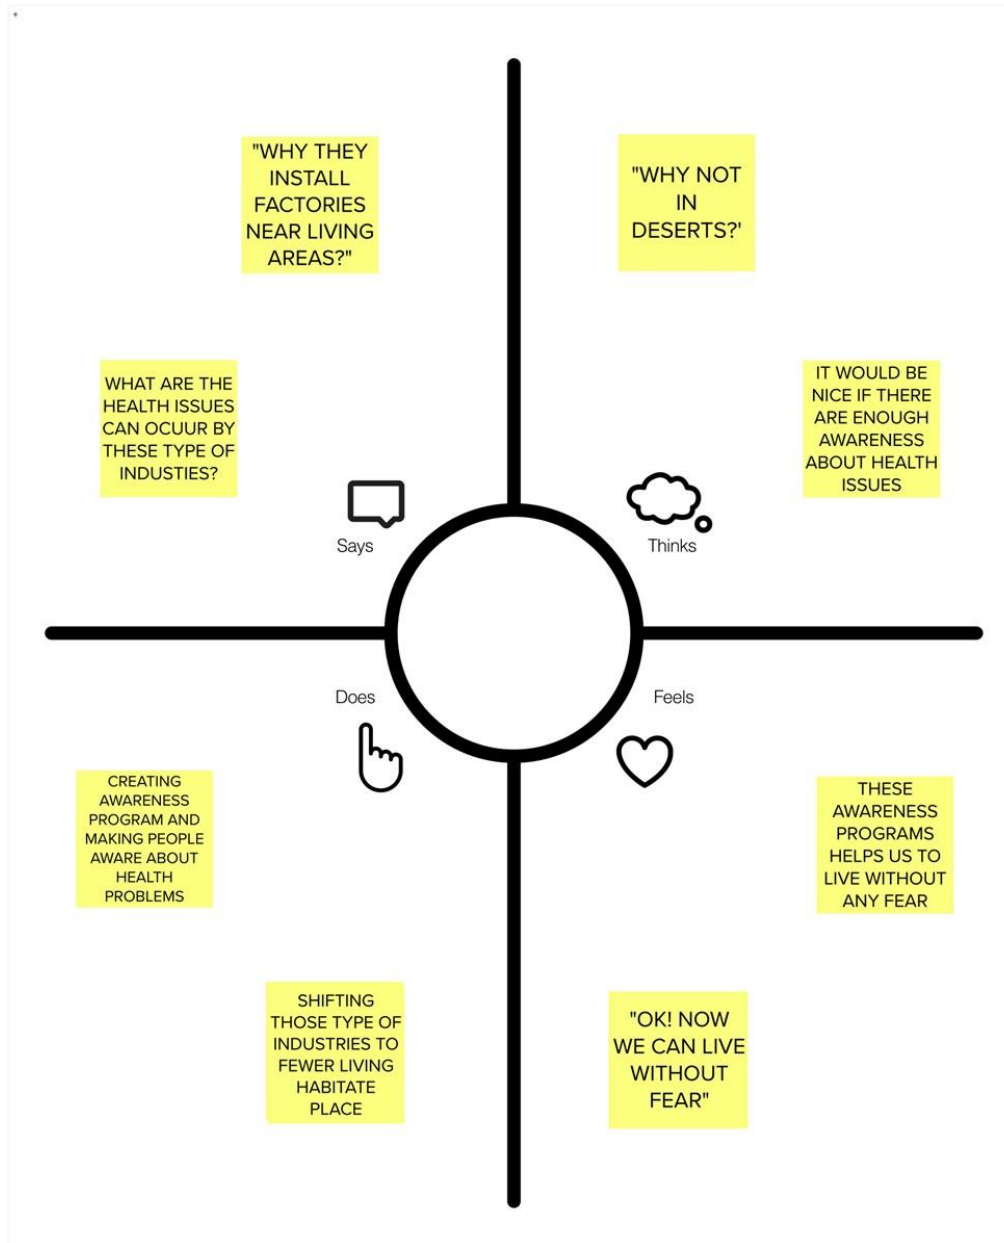 "WHY THEY
INSTALL
FACTORIES
NEAR LIVING
AREAS?"
"WHY NOT
IN
DESERTS?'
WHAT ARE THE
HEALTH ISSUES
CAN OCUUR BY
THESE TYPE OF
INDUSTIES?
IT WOULD BE
NICE IF THERE
ARE ENOUGH
AWARENESS
ABOUT HEALTH
ISSUES
Says
Thinks
Does
Feels
CREATING
AWARENESS
PROGRAM AND
MAKING PEOPLE
AWARE ABOUT
HEALTH
PROBLEMS
THESE
AWARENESS
PROGRAMS
HELPS US TO
LIVE WITHOUT
ANY FEAR
SHIFTING
THOSE TYPE OF
INDUSTRIES TO
FEWER LIVING
HABITATE
PLACE
"OK! NOW
WE CAN LIVE
WITHOUT
FEAR"